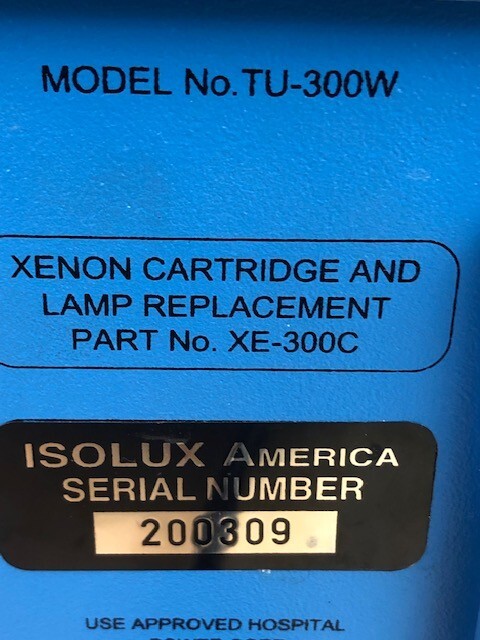 MODEL No.TU-300W
XENON CARTRIDGE AND
LAMP REPLACEMENT
PART No. XE-300C
ISOLUX AMERICA
SERIAL NUMBER
200309
USE APPROVED HOSPITAL